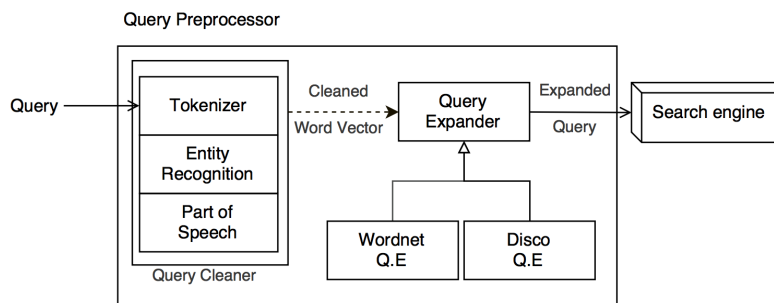 Query Preprocessor
Query
Tokenizer
Entity
Recognition
Part of
Speech
Query Cleaner
Cleaned
Word Vector
Query
Expander
Wordnet
Q.E
Disco
Q.E
Expanded
Query
Search engine